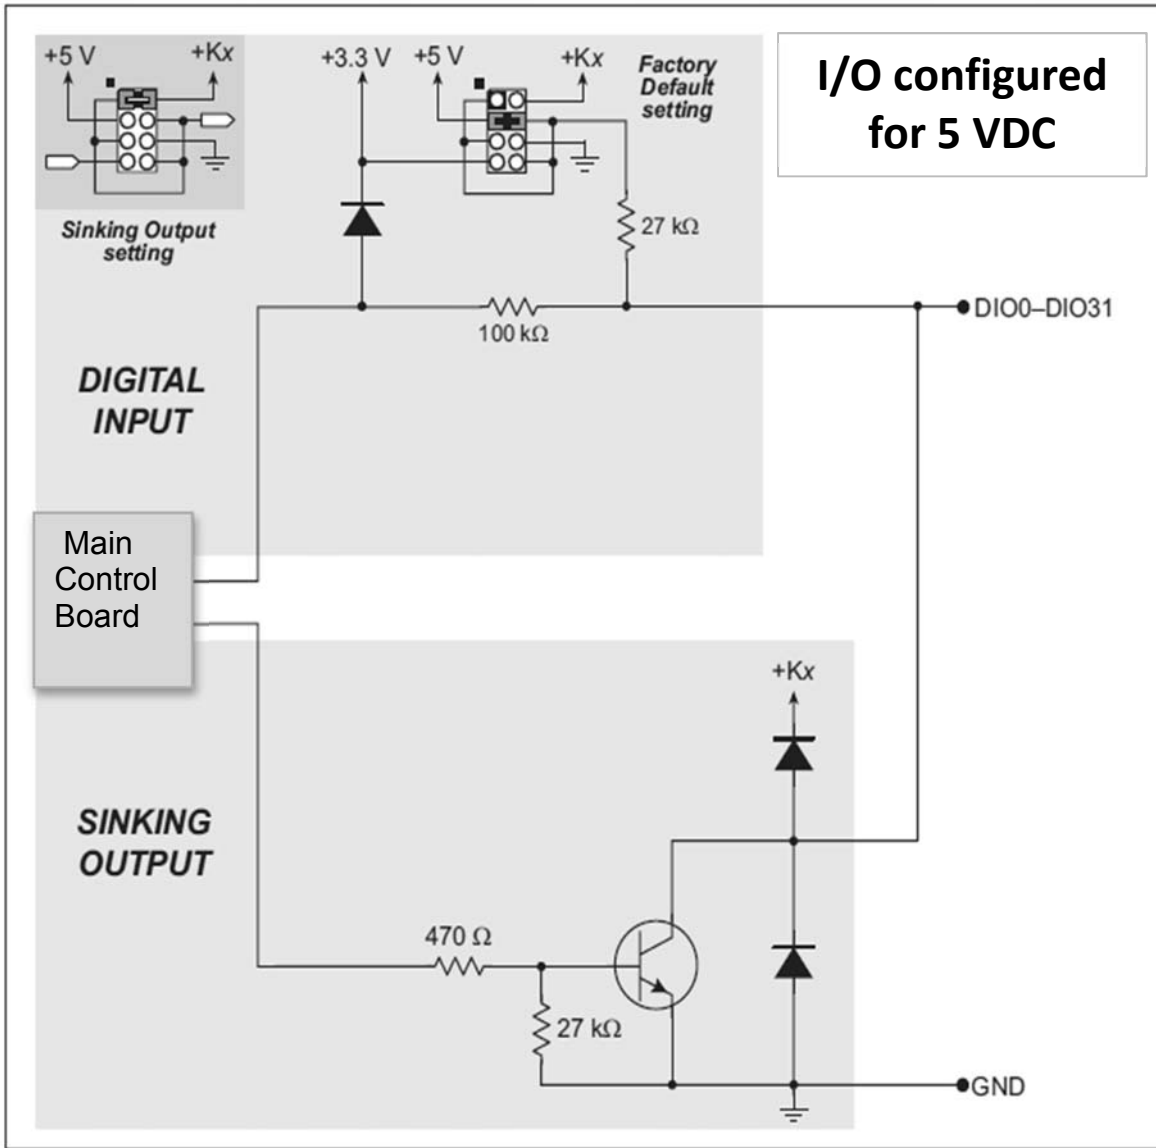 +5 V
+Kx
Sinking Output
setting
+3.3 V
+5 V
+Kx
Factory
Default
setting
I/O configured
for 5 VDC
27 kΩ
100 kΩ
DIO0–DIO31
DIGITAL
INPUT
Main
Control
Board
+Kx
SINKING
OUTPUT
470 Ω
27 kΩ
GND